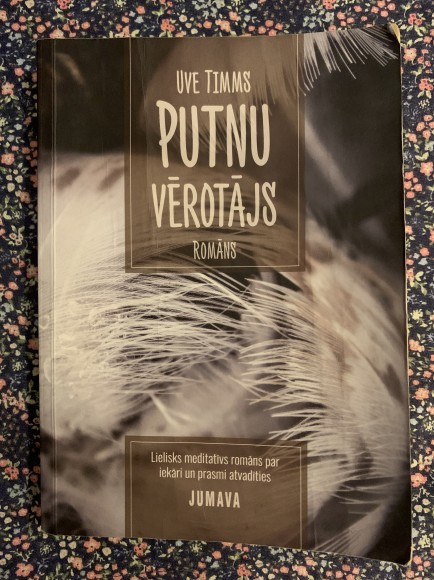 Uve Timms
Putnu
vērotājs
Romāns
Lielisks meditatīvs romāns par
iekāri un prasmi atvadīties
JUMAVA